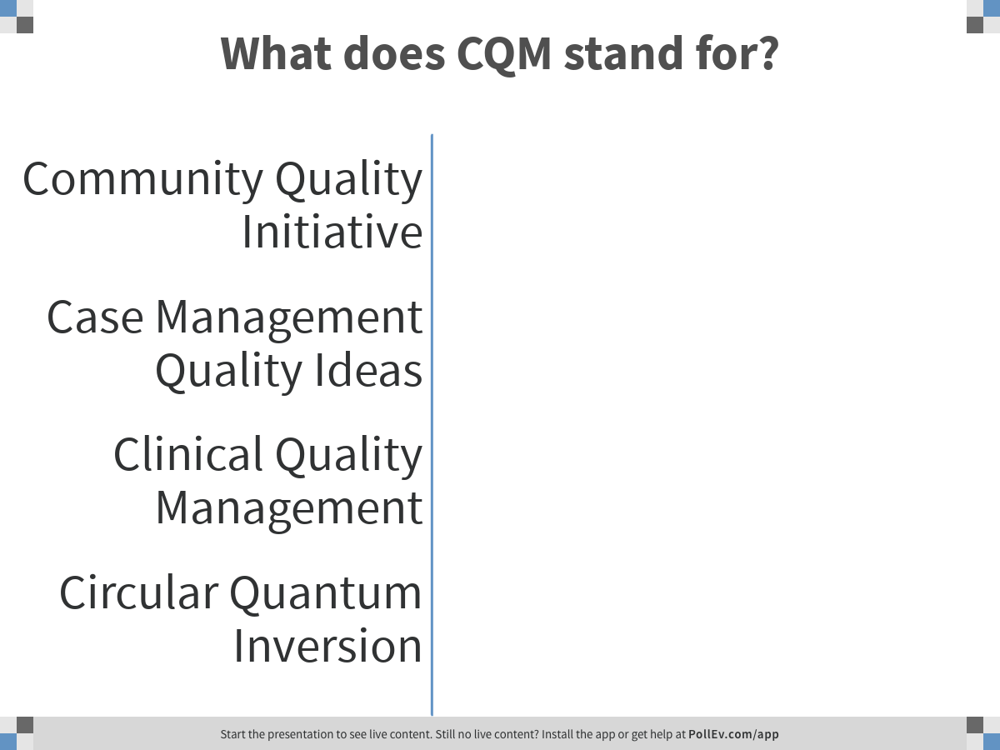 What does CQM stand for?
Community Quality
Initiative
Case Management
Quality Ideas
Clinical Quality
Management
Circular Quantum
Inversion
Start the presentation to see live content. Still no live content? Install the app or get help at PollEv.com/app